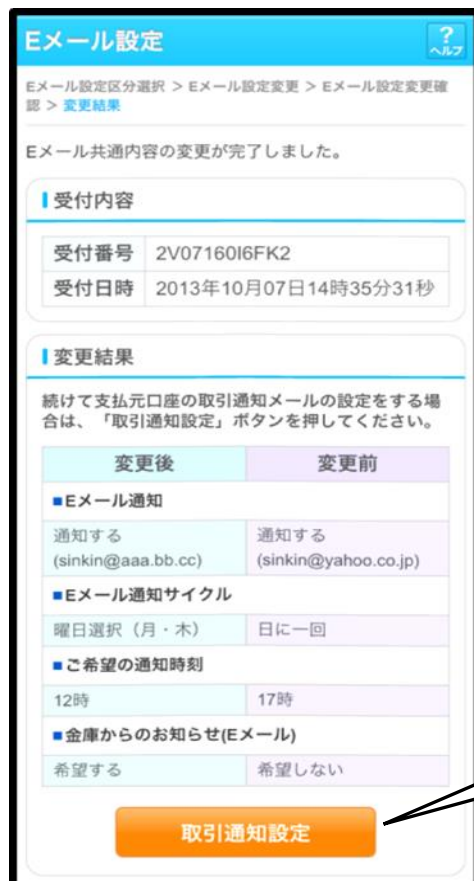 Eメール設定
?
ヘルプ
Eメール設定区分選択 > Eメール設定変更 > Eメール設定変更確
認 > 変更結果
Eメール共通内容の変更が完了しました。
受付内容
受付番号 2V07160I6FK2
受付日時 2013年10月07日14時35分31秒
変更結果
続けて支払元口座の取引通知メールの設定をする場
合は、「取引通知設定」ボタンを押してください。
変更後 変更前
■Eメール通知
通知する 通知する
(sinkin@aaa.bb.cc) (sinkin@yahoo.co.jp)
■Eメール通知サイクル
曜日選択（月・木） 日に一回
■ご希望の通知時刻
12時 17時
■金庫からのお知らせ(Eメール)
希望する 希望しない
取引通知設定